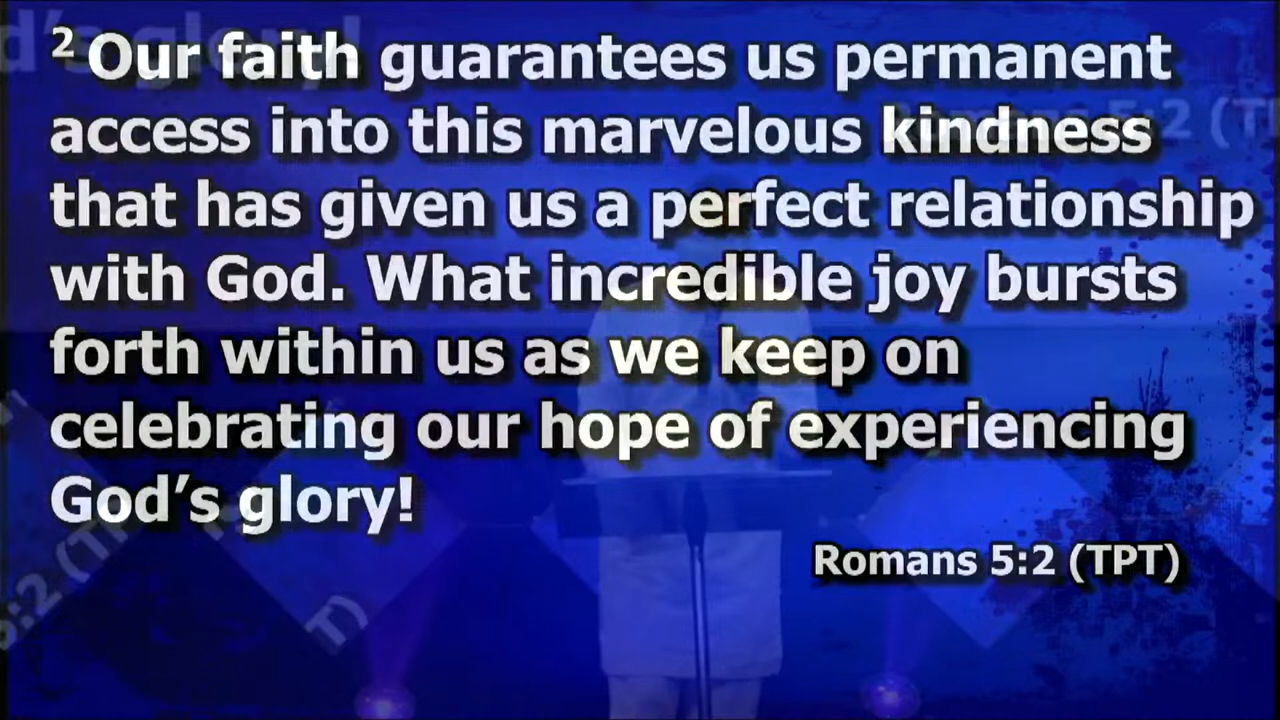 2 Our faith guarantees us permanent
access into this marvelous kindness
that has given us a perfect relationship
with God. What incredible joy bursts
forth within us as we keep on
celebrating our hope of experiencing
God’s glory!
Romans 5:2 (TPT)